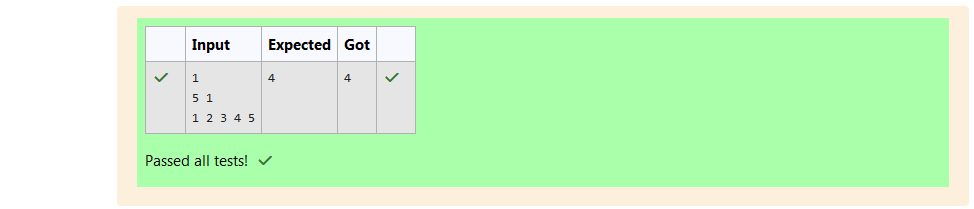 Input Expected Got
1 4 4
5 1
1 2 3 4 5
Passed all tests!